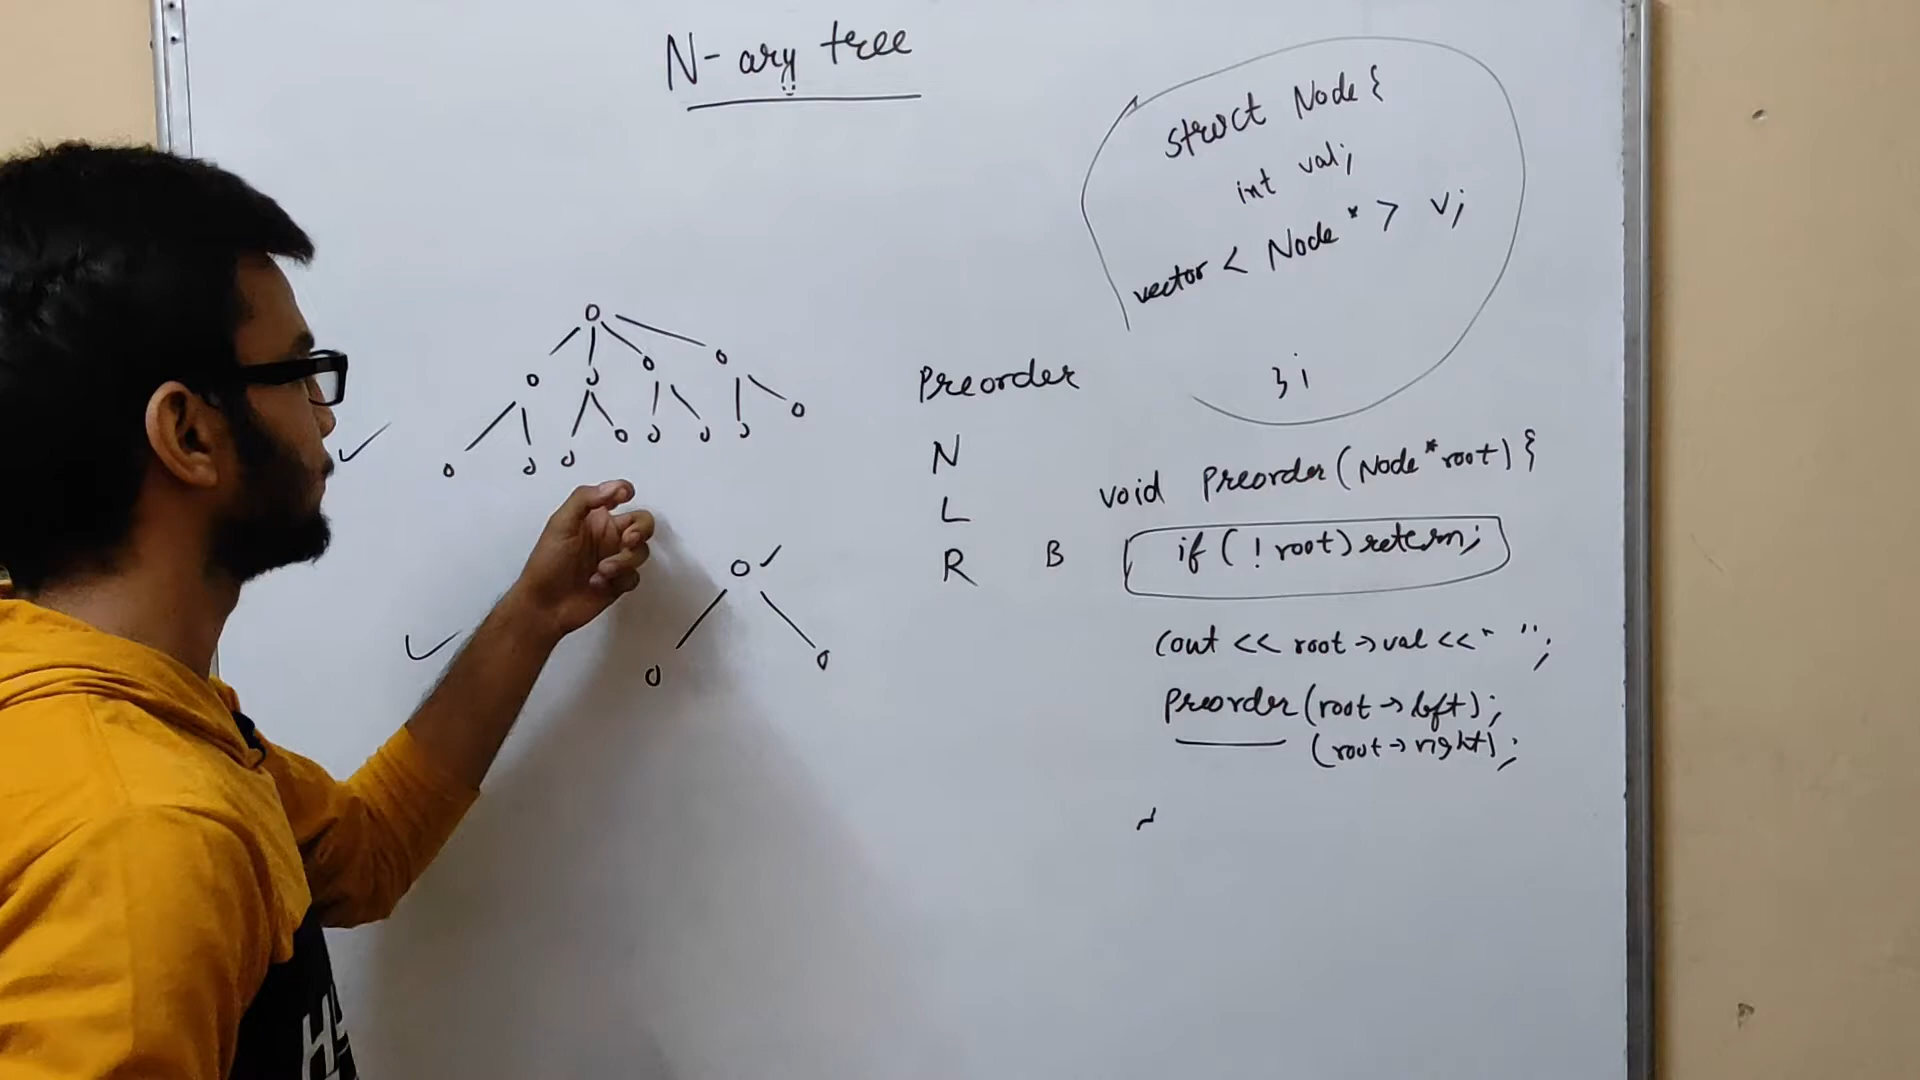 N-ary tree
struct Node {
int val;
vector < Node* > v;
};
Preorder
N
L
R
B
void Preorder(Node*root) {
if (!root) return;
cout << root->val << " ";
Preorder(root->left);
(root->right);